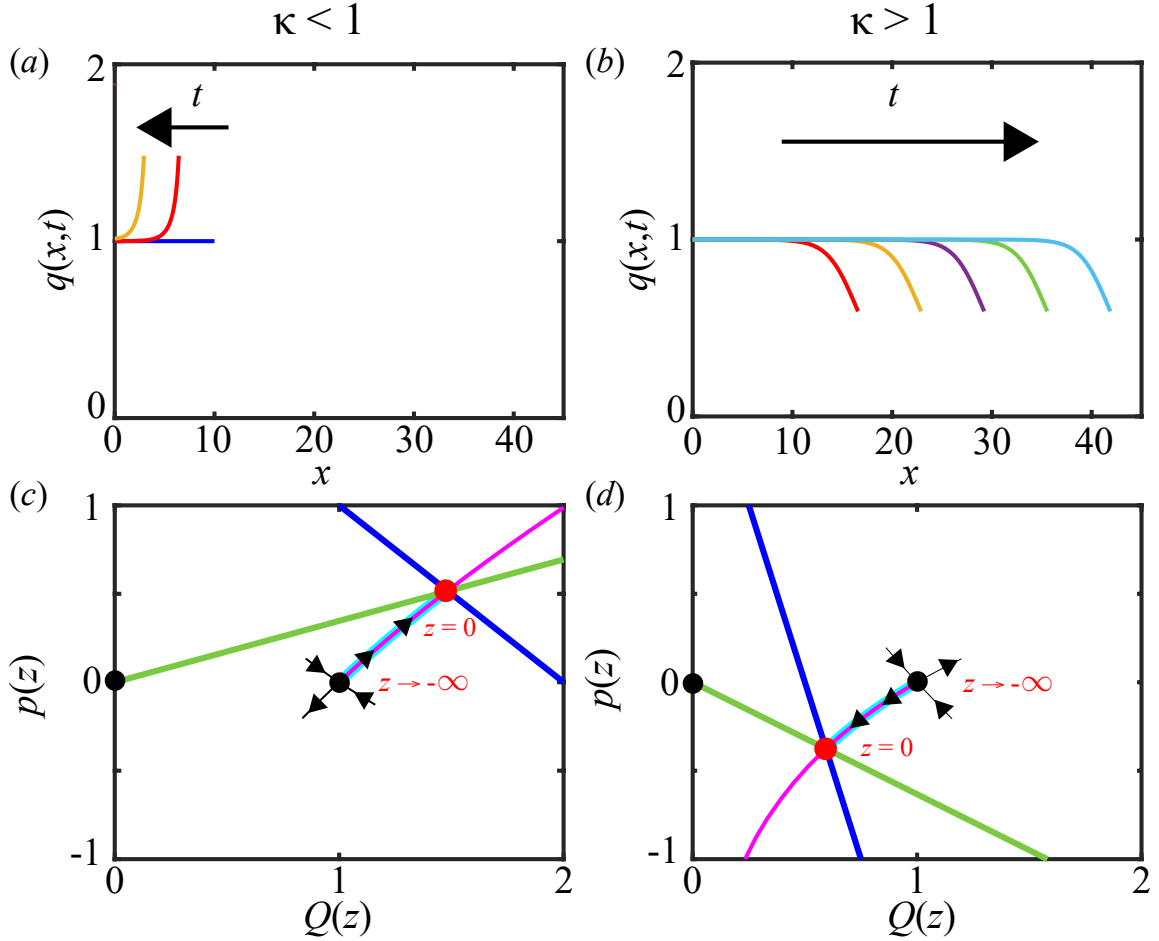 κ < 1
κ > 1
(a)
2
1
0
q(x,t)
t
0 10 20 30 40
x
(b)
2
1
0
q(x,t)
t
0 10 20 30 40
x
(c)
1
0
-1
p(z)
z = 0
z → -∞
0 1 2
Q(z)
(d)
1
0
-1
p(z)
z → -∞
z = 0
0 1 2
Q(z)